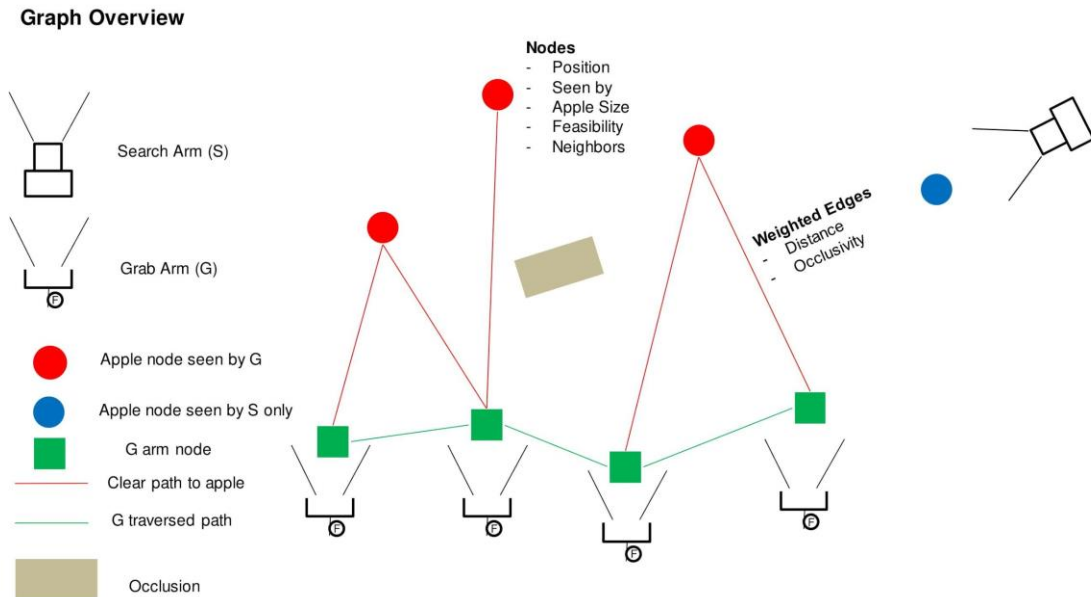 Graph Overview
Nodes
- Position
- Seen by
- Apple Size
- Feasibility
- Neighbors
Search Arm (S)
Weighted Edges
- Distance
- Occlusivity
Grab Arm (G)
F
Apple node seen by G
Apple node seen by S only
G arm node
Clear path to apple
G traversed path
F
F
F
F
Occlusion